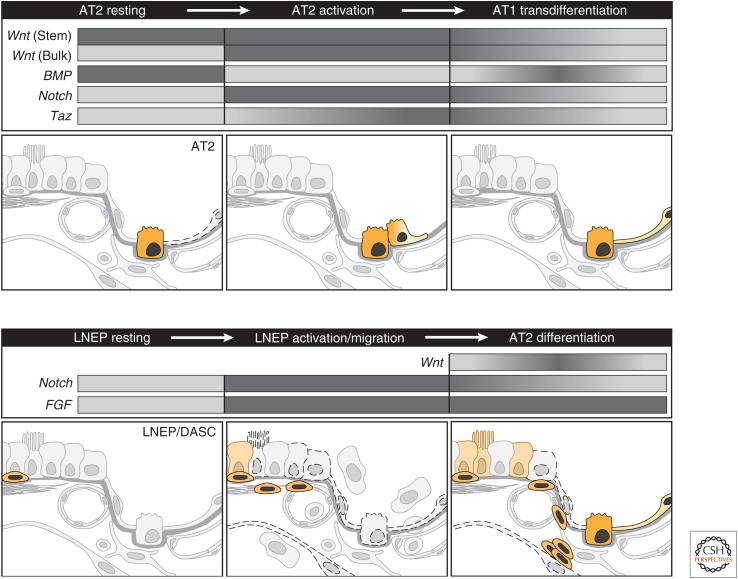 AT2 resting AT2 activation AT1 transdifferentiation
Wnt (Stem)
Wnt (Bulk)
BMP
Notch
Taz
AT2
LNEP resting LNEP activation/migration AT2 differentiation
Wnt
Notch
FGF
LNEP/DASC
CSH
PERSPECTIVES